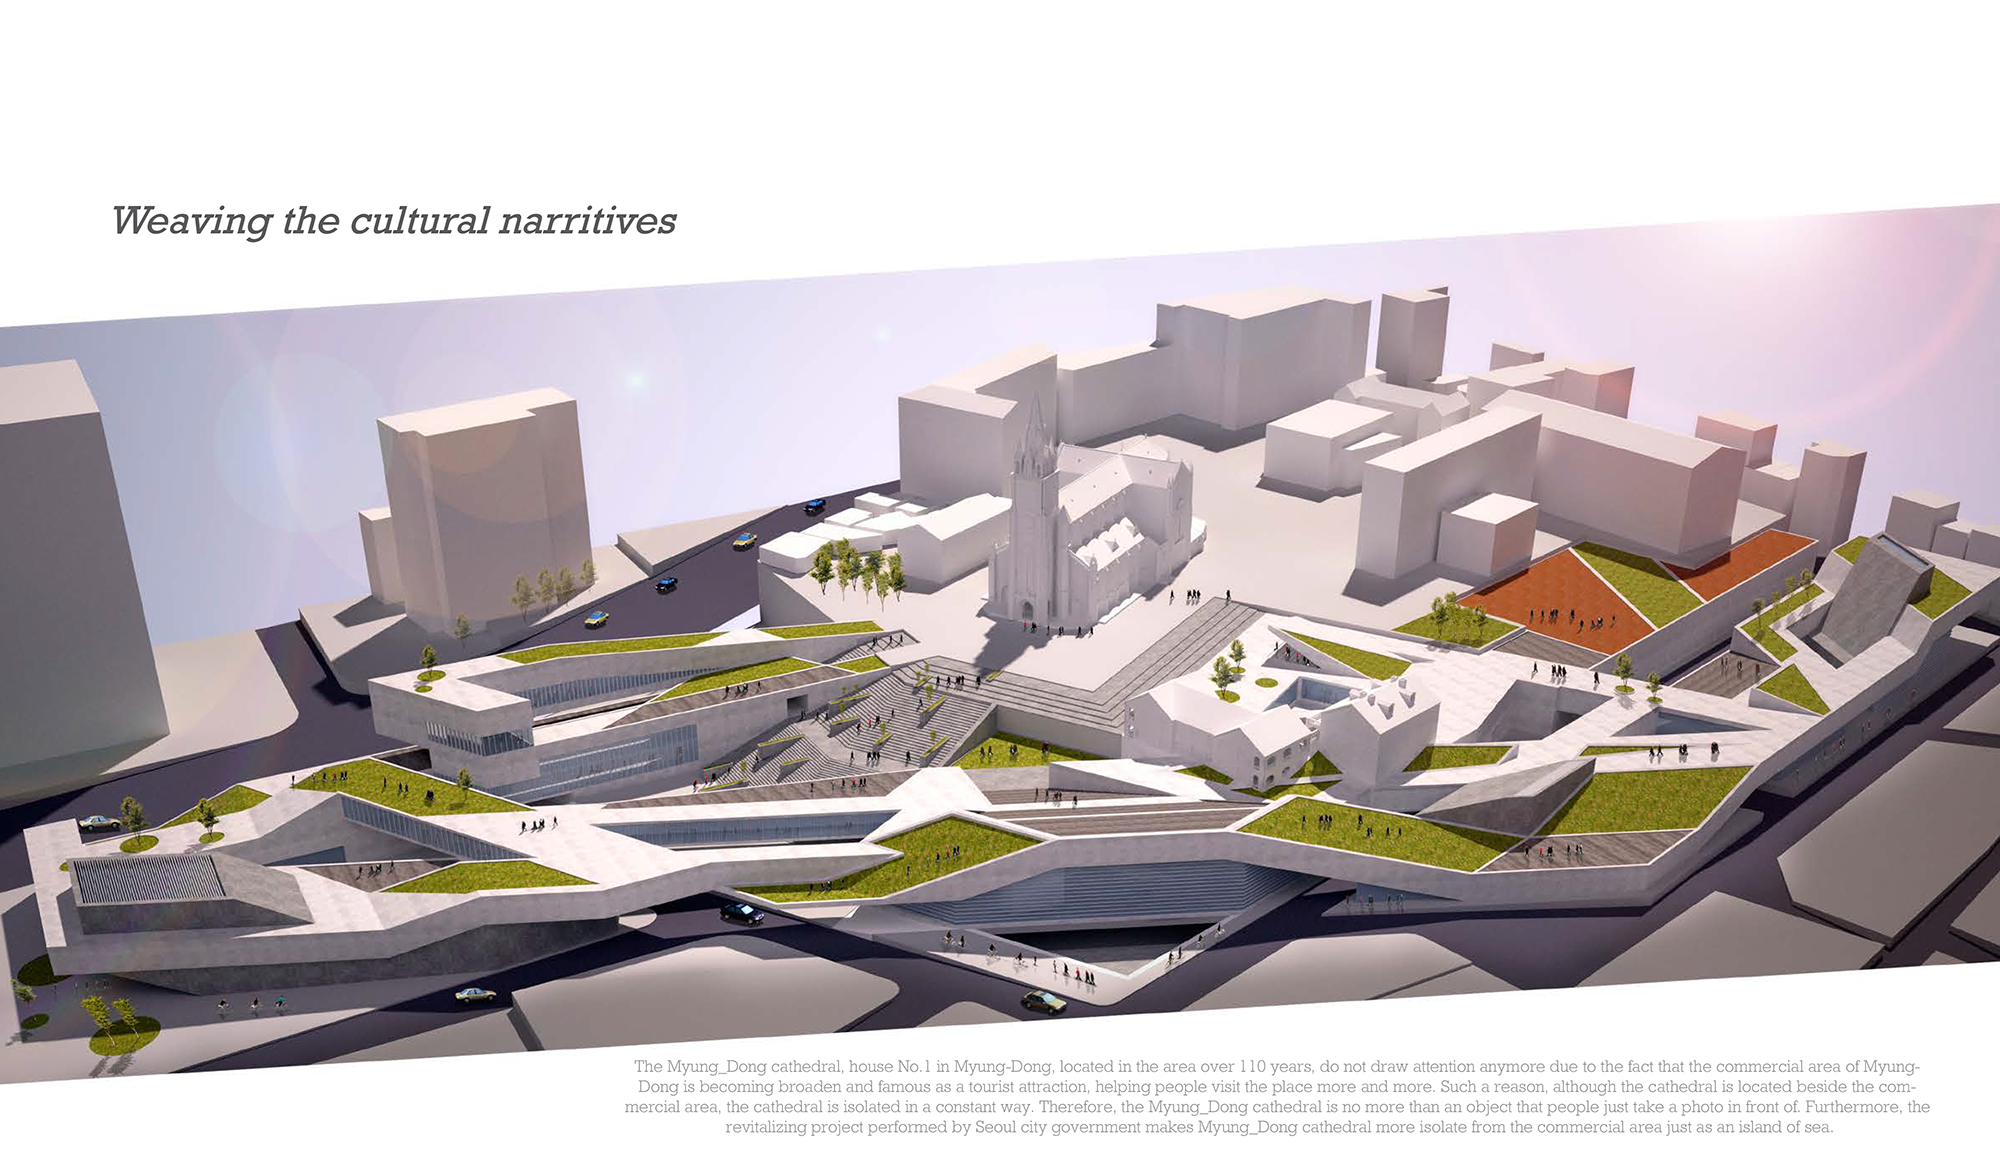 Weaving the cultural narritives
The Myung_Dong cathedral, house No.1 in Myung-Dong, located in the area over 110 years, do not draw attention anymore due to the fact that the commercial area of Myung-
Dong is becoming broaden and famous as a tourist attraction, helping people visit the place more and more. Such a reason, although the cathedral is located beside the com-
mercial area, the cathedral is isolated in a constant way. Therefore, the Myung_Dong cathedral is no more than an object that people just take a photo in front of. Furthermore, the
revitalizing project performed by Seoul city government makes Myung_Dong cathedral more isolate from the commercial area just as an island of sea.